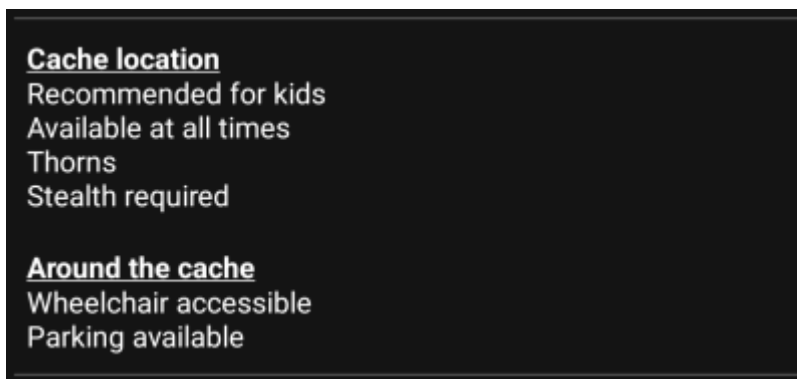 Cache location
Recommended for kids
Available at all times
Thorns
Stealth required
Around the cache
Wheelchair accessible
Parking available